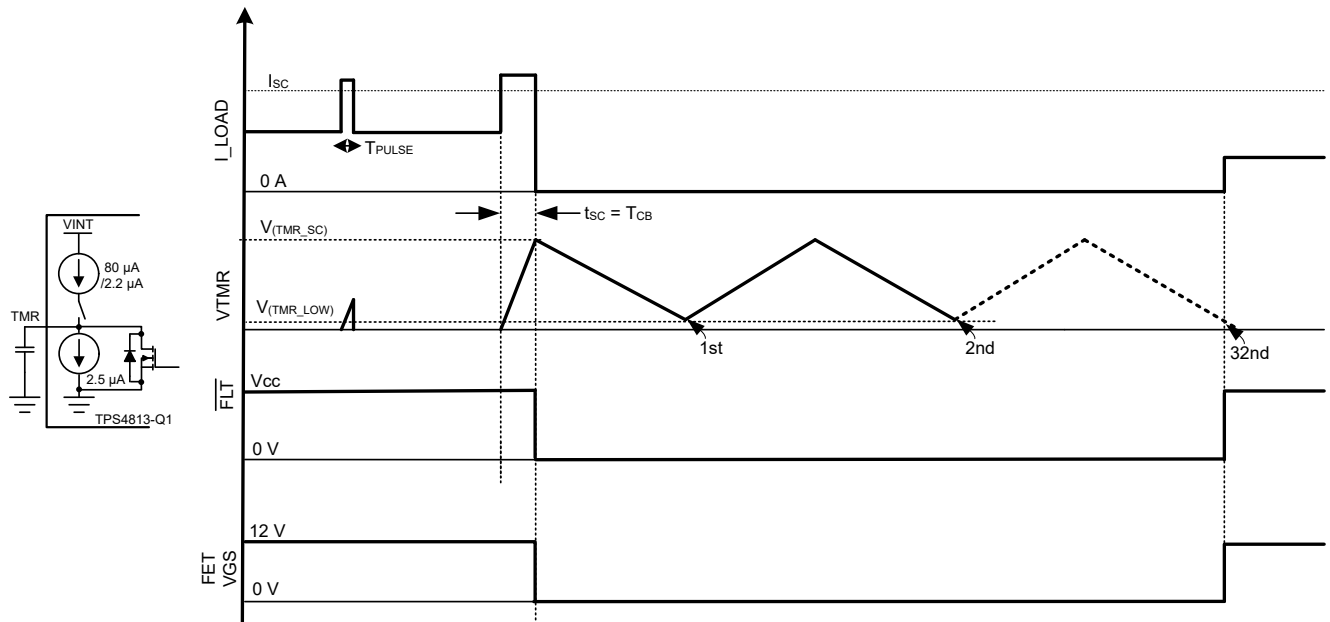 I_LOAD
ISC
TPULSE
0 A
tSC = TCB
VTMR
V(TMR_SC)
V(TMR_LOW)
1st
2nd
32nd
VINT
80 µA
/2.2 µA
TMR
2.5 µA
TPS4813-Q1
FLT
Vcc
0 V
FET
VGS
12 V
0 V